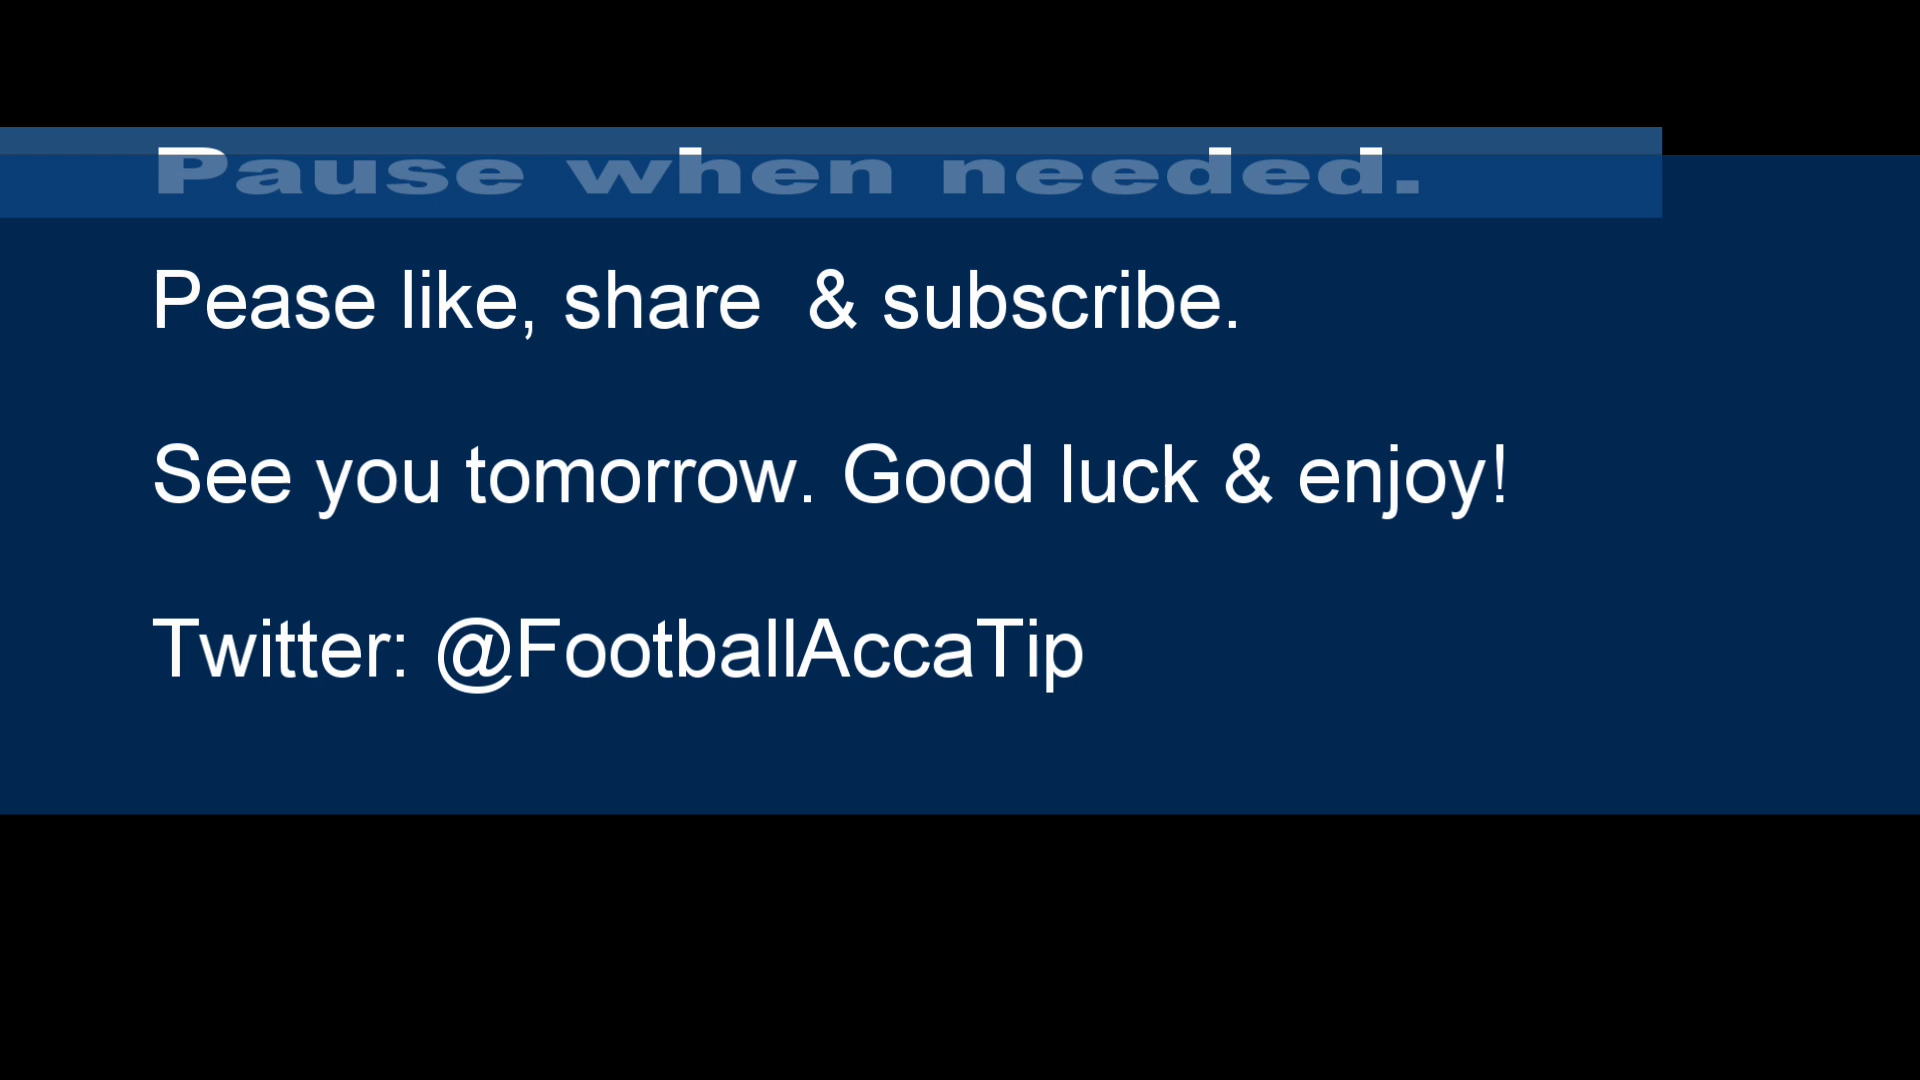 Pause when needed.
Pease like, share  & subscribe.
See you tomorrow. Good luck & enjoy!
Twitter: @FootballAccaTip